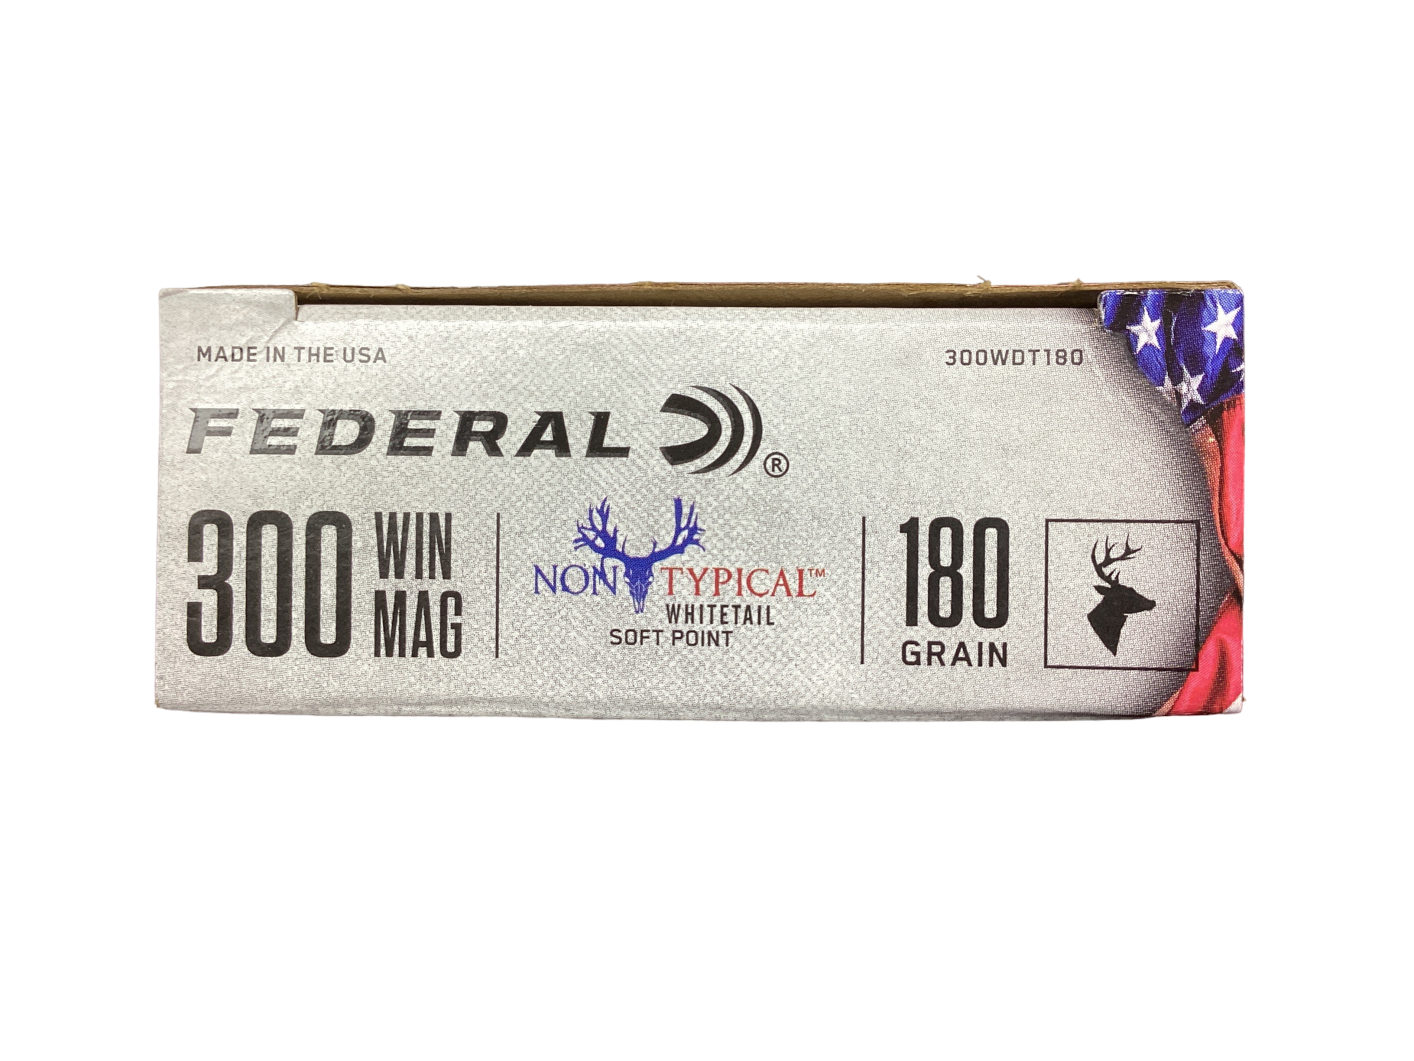 MADE IN THE USA
300WDT180
FEDERAL ®
300 WIN MAG
NON TYPICAL™
WHITETAIL
SOFT POINT
180
GRAIN